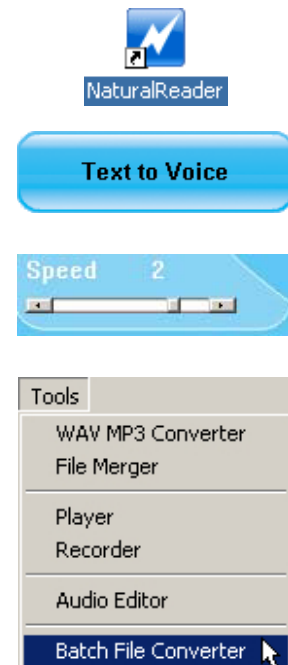 NaturalReader
Text to Voice
Speed 2
Tools
WAV MP3 Converter
File Merger
Player
Recorder
Audio Editor
Batch File Converter